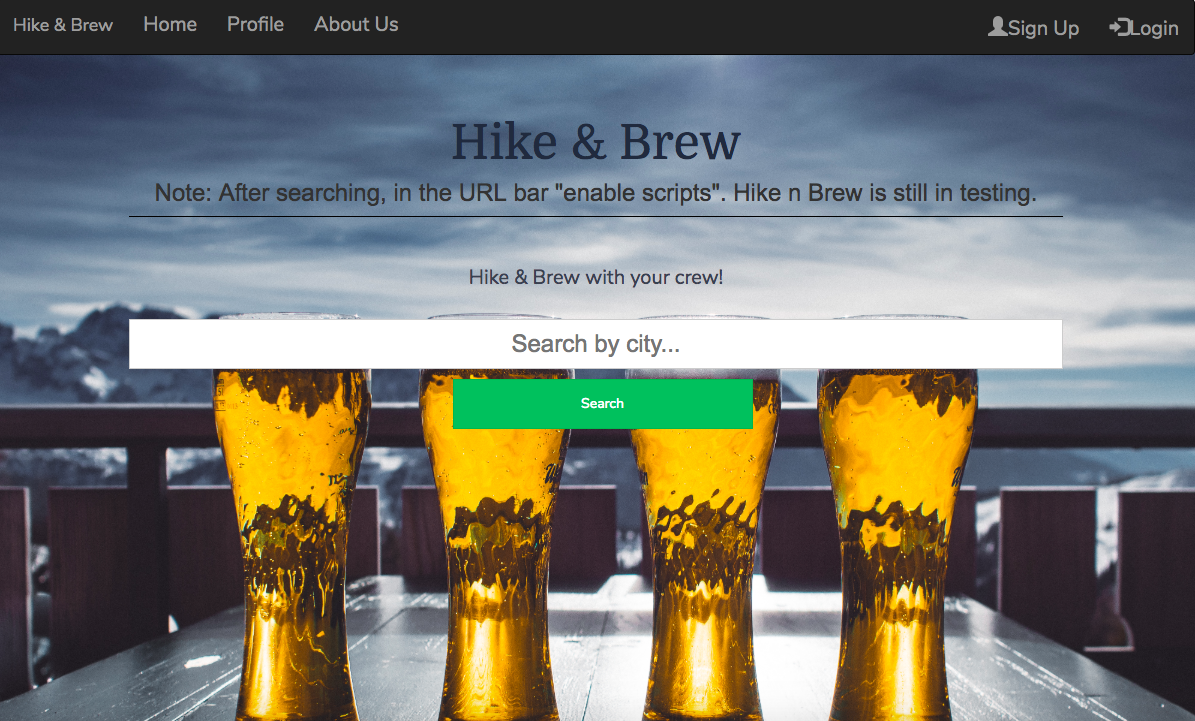 Hike & Brew Home Profile About Us Sign Up Login
Hike & Brew
Note: After searching, in the URL bar "enable scripts". Hike n Brew is still in testing.
Hike & Brew with your crew!
Search by city...
Search